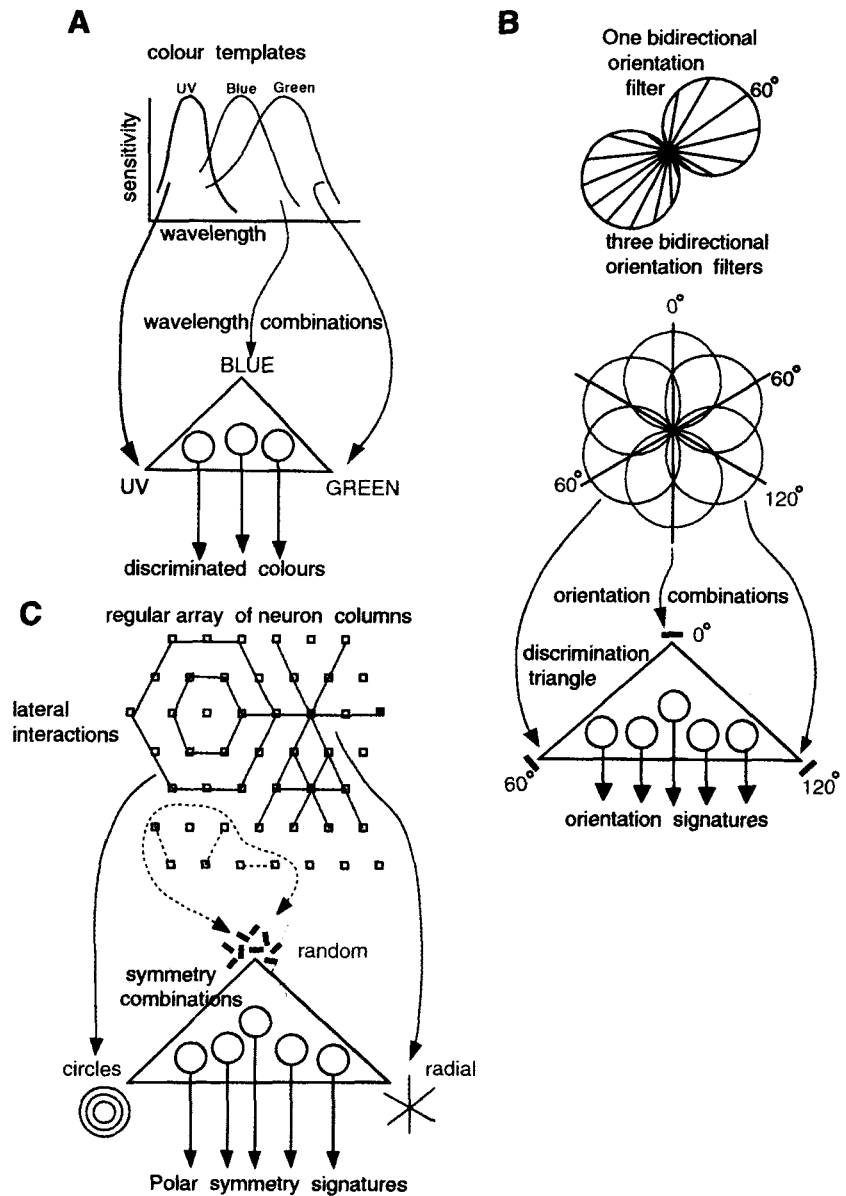 A
colour templates
UV Blue Green
sensitivity
wavelength
wavelength combinations
BLUE
UV
GREEN
discriminated colours
B
One bidirectional
orientation
filter
60°
three bidirectional
orientation filters
0°
60°
60°
120°
orientation combinations
0°
discrimination
triangle
60°
120°
orientation signatures
C
regular array of neuron columns
lateral
interactions
random
symmetry
combinations
circles
radial
Polar symmetry signatures